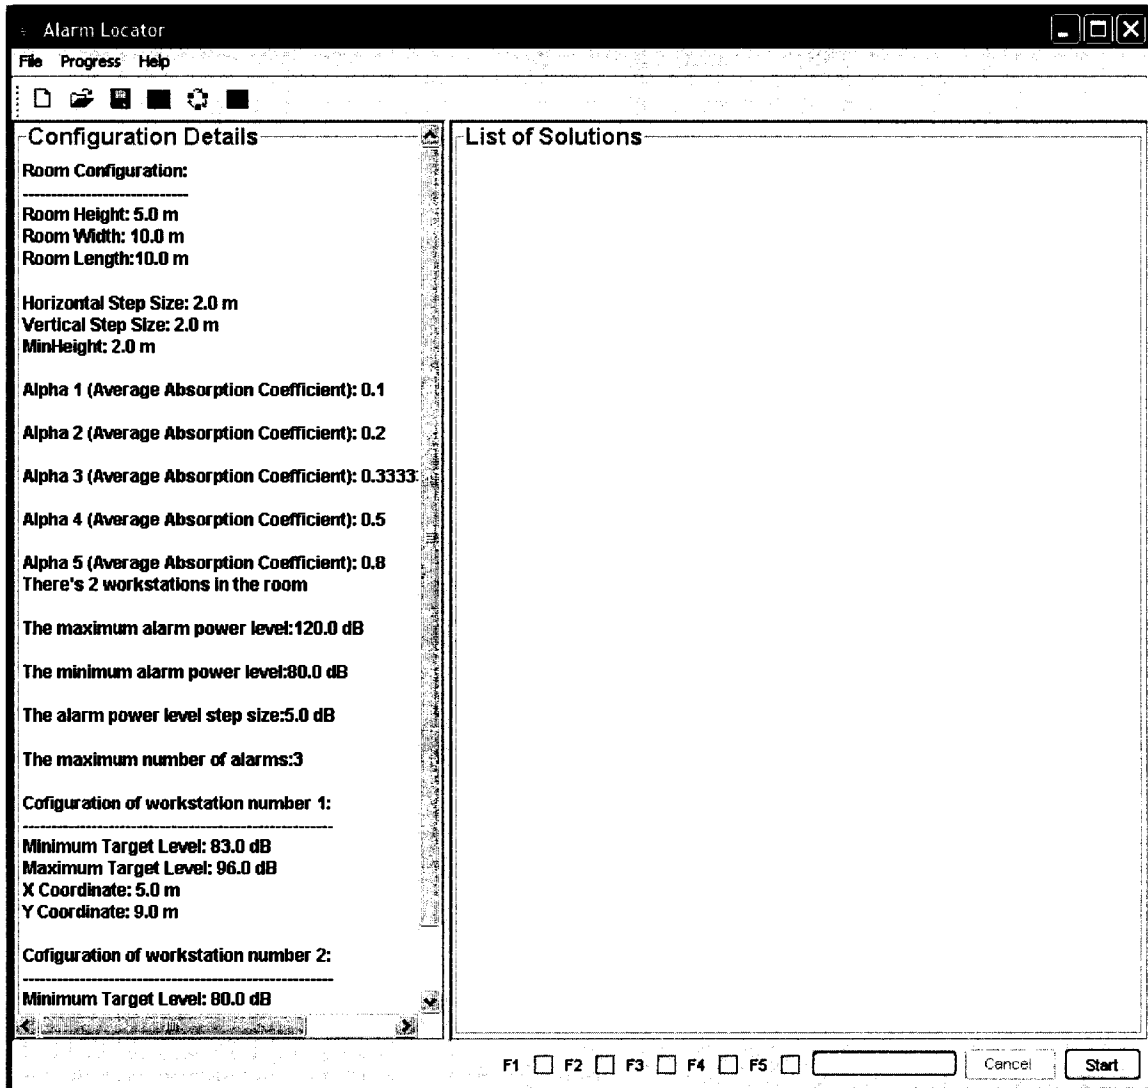 Alarm Locator
File Progress Help
Configuration Details
Room Configuration:
------------------------------
Room Height: 5.0 m
Room Width: 10.0 m
Room Length:10.0 m
Horizontal Step Size: 2.0 m
Vertical Step Size: 2.0 m
MinHeight: 2.0 m
Alpha 1 (Average Absorption Coefficient): 0.1
Alpha 2 (Average Absorption Coefficient): 0.2
Alpha 3 (Average Absorption Coefficient): 0.3333
Alpha 4 (Average Absorption Coefficient): 0.5
Alpha 5 (Average Absorption Coefficient): 0.8
There's 2 workstations in the room
The maximum alarm power level:120.0 dB
The minimum alarm power level:80.0 dB
The alarm power level step size:5.0 dB
The maximum number of alarms:3
Cofiguration of workstation number 1:
--------------------------------------------------------
Minimum Target Level: 83.0 dB
Maximum Target Level: 96.0 dB
X Coordinate: 5.0 m
Y Coordinate: 9.0 m
Cofiguration of workstation number 2:
--------------------------------------------------------
Minimum Target Level: 80.0 dB
List of Solutions
F1 F2 F3 F4 F5 Cancel Start